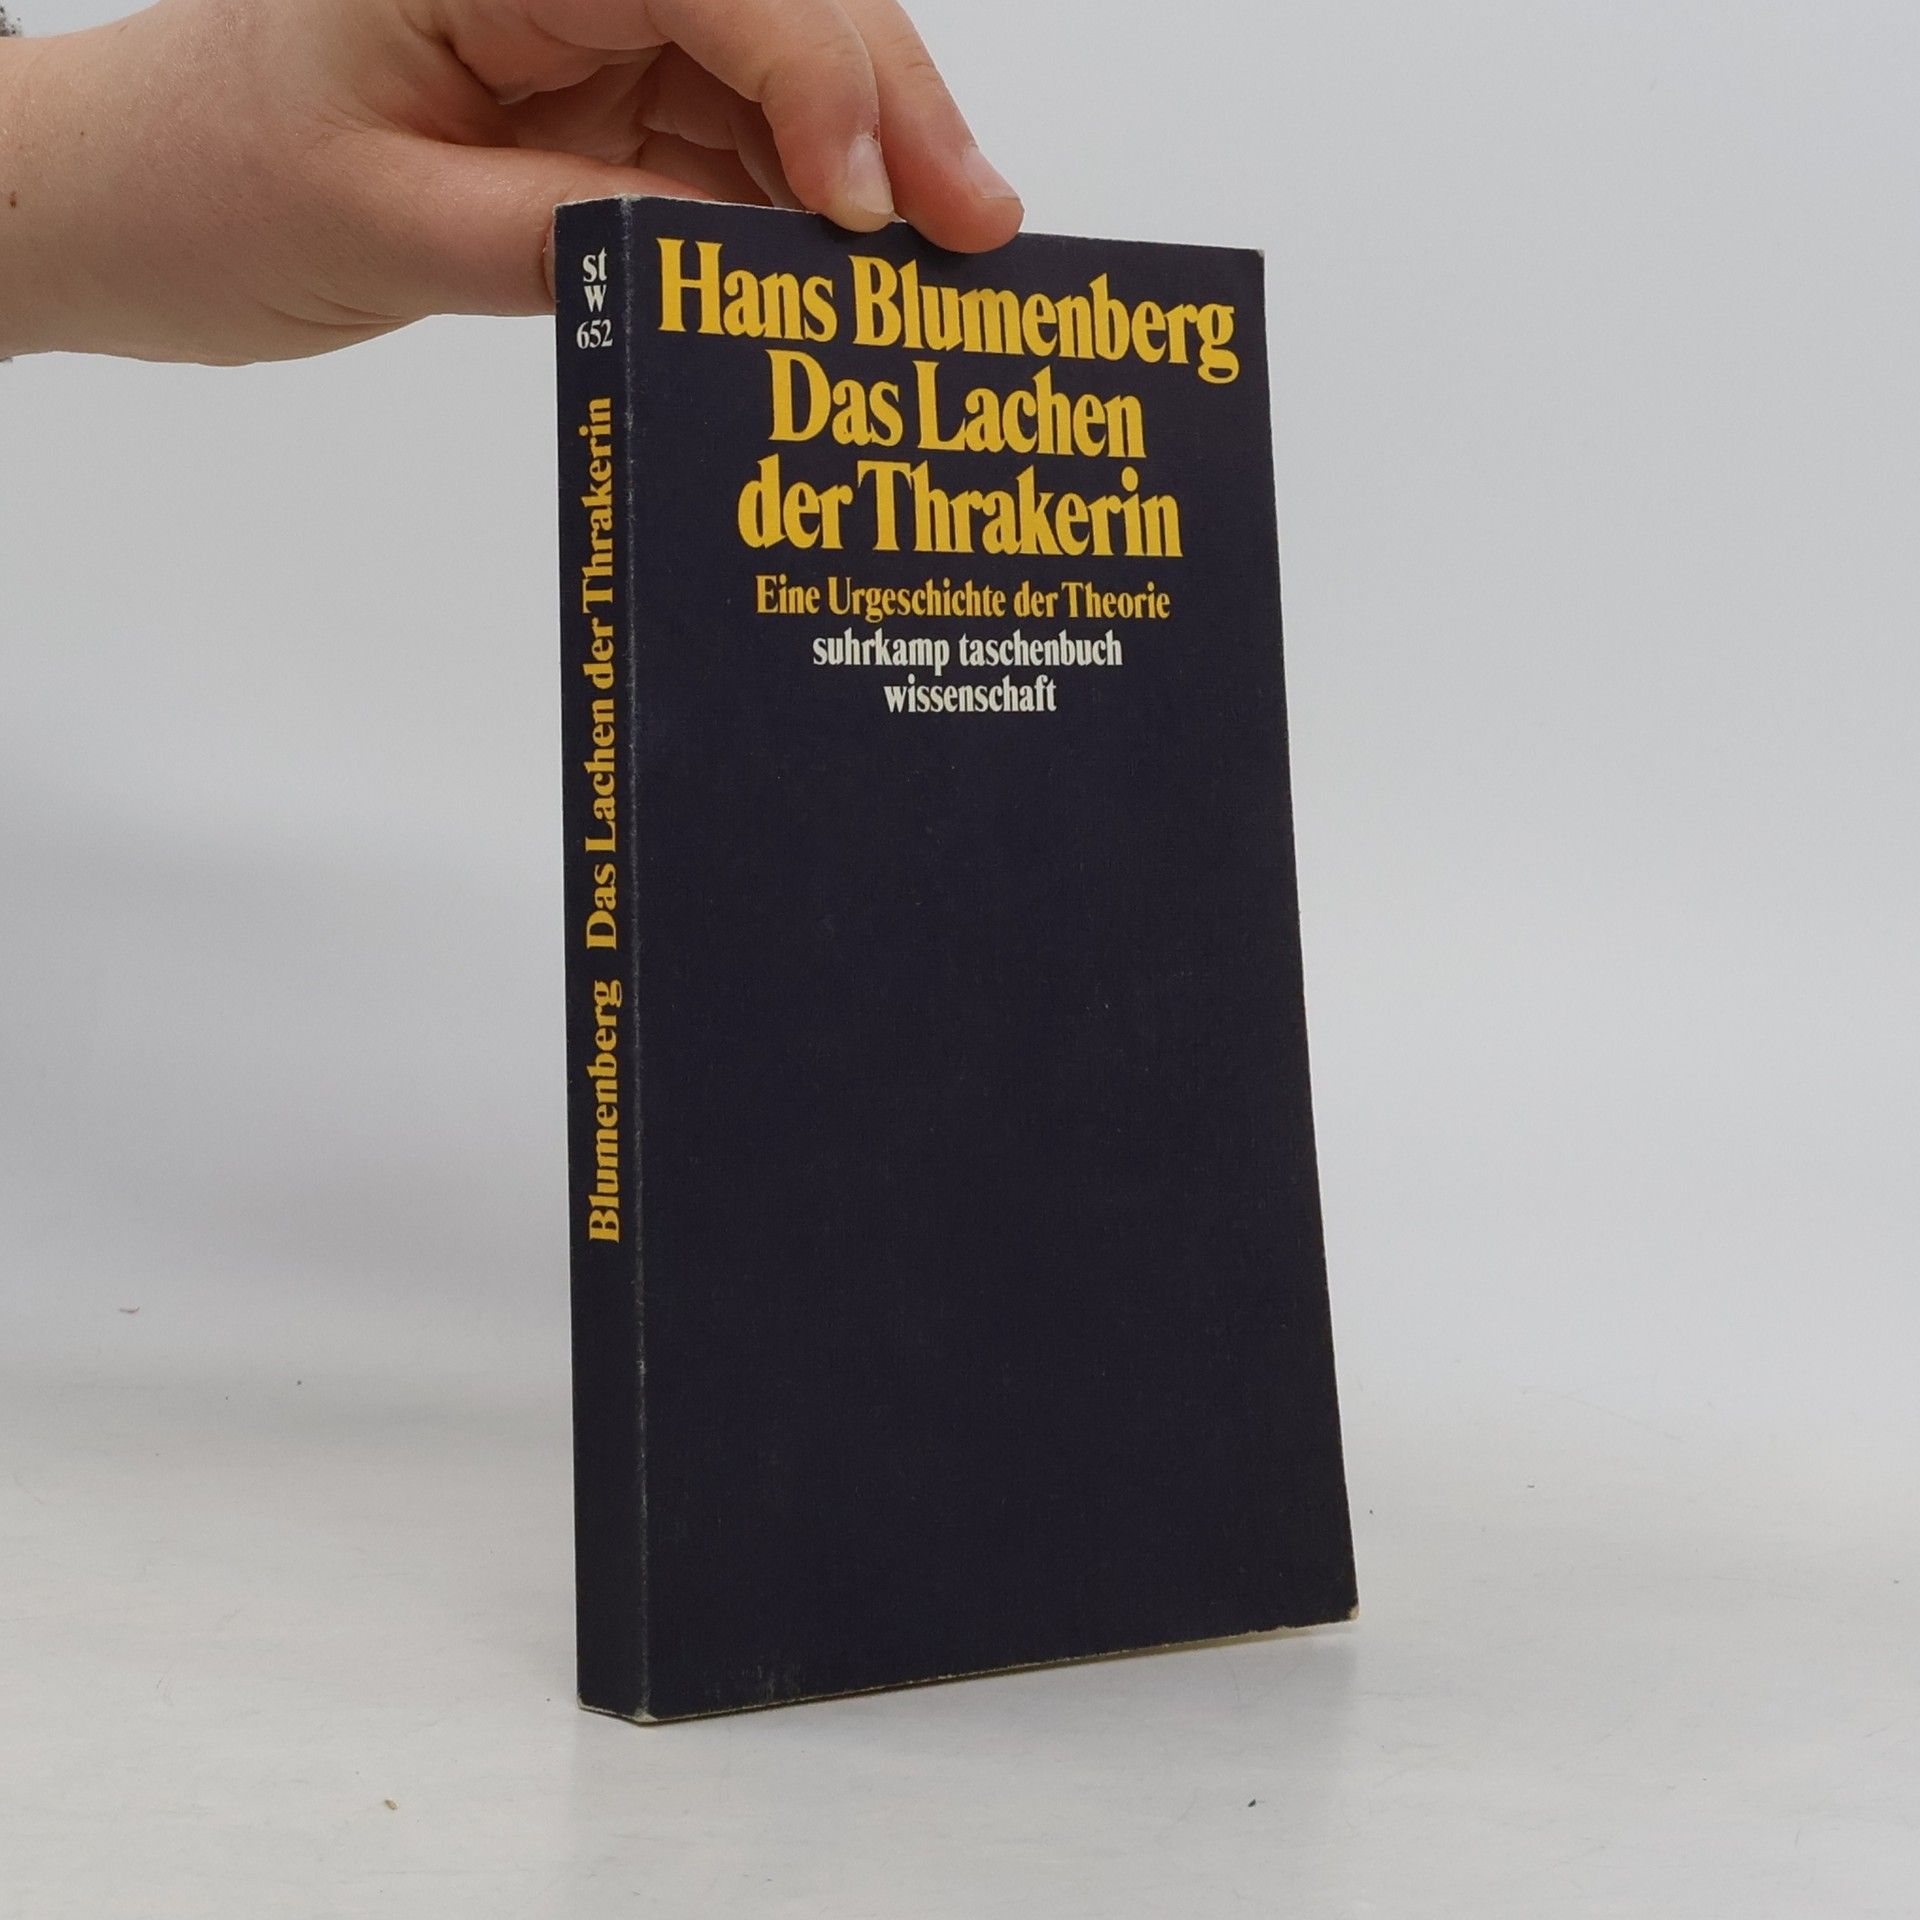 st
w
652
Blumenberg Das Lachen der Thrakerin
Hans Blumenberg
Das Lachen
der Thrakerin
Eine Urgeschichte der Theorie
suhrkamp taschenbuch
wissenschaft